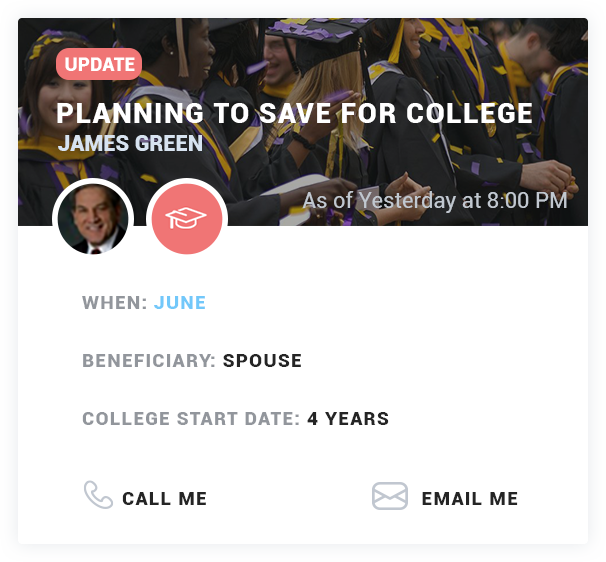 UPDATE
PLANNING TO SAVE FOR COLLEGE
JAMES GREEN
As of Yesterday at 8:00 PM
WHEN: JUNE
BENEFICIARY: SPOUSE
COLLEGE START DATE: 4 YEARS
CALL ME
EMAIL ME